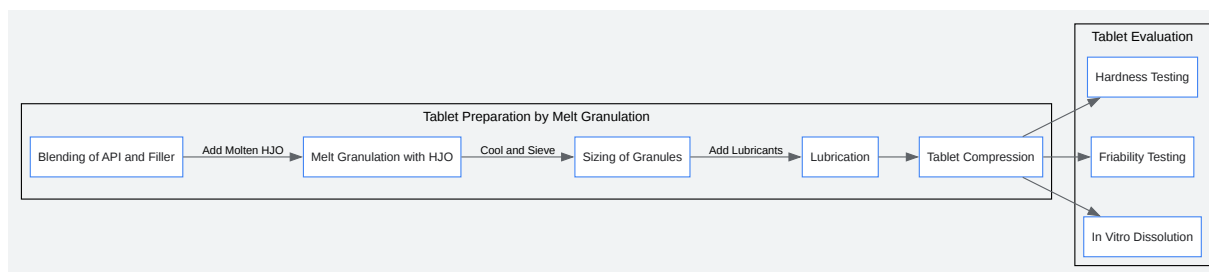 Tablet Evaluation
Hardness Testing
Tablet Preparation by Melt Granulation
Blending of API and Filler
Add Molten HJO
Melt Granulation with HJO
Cool and Sieve
Sizing of Granules
Add Lubricants
Lubrication
Tablet Compression
Friability Testing
In Vitro Dissolution